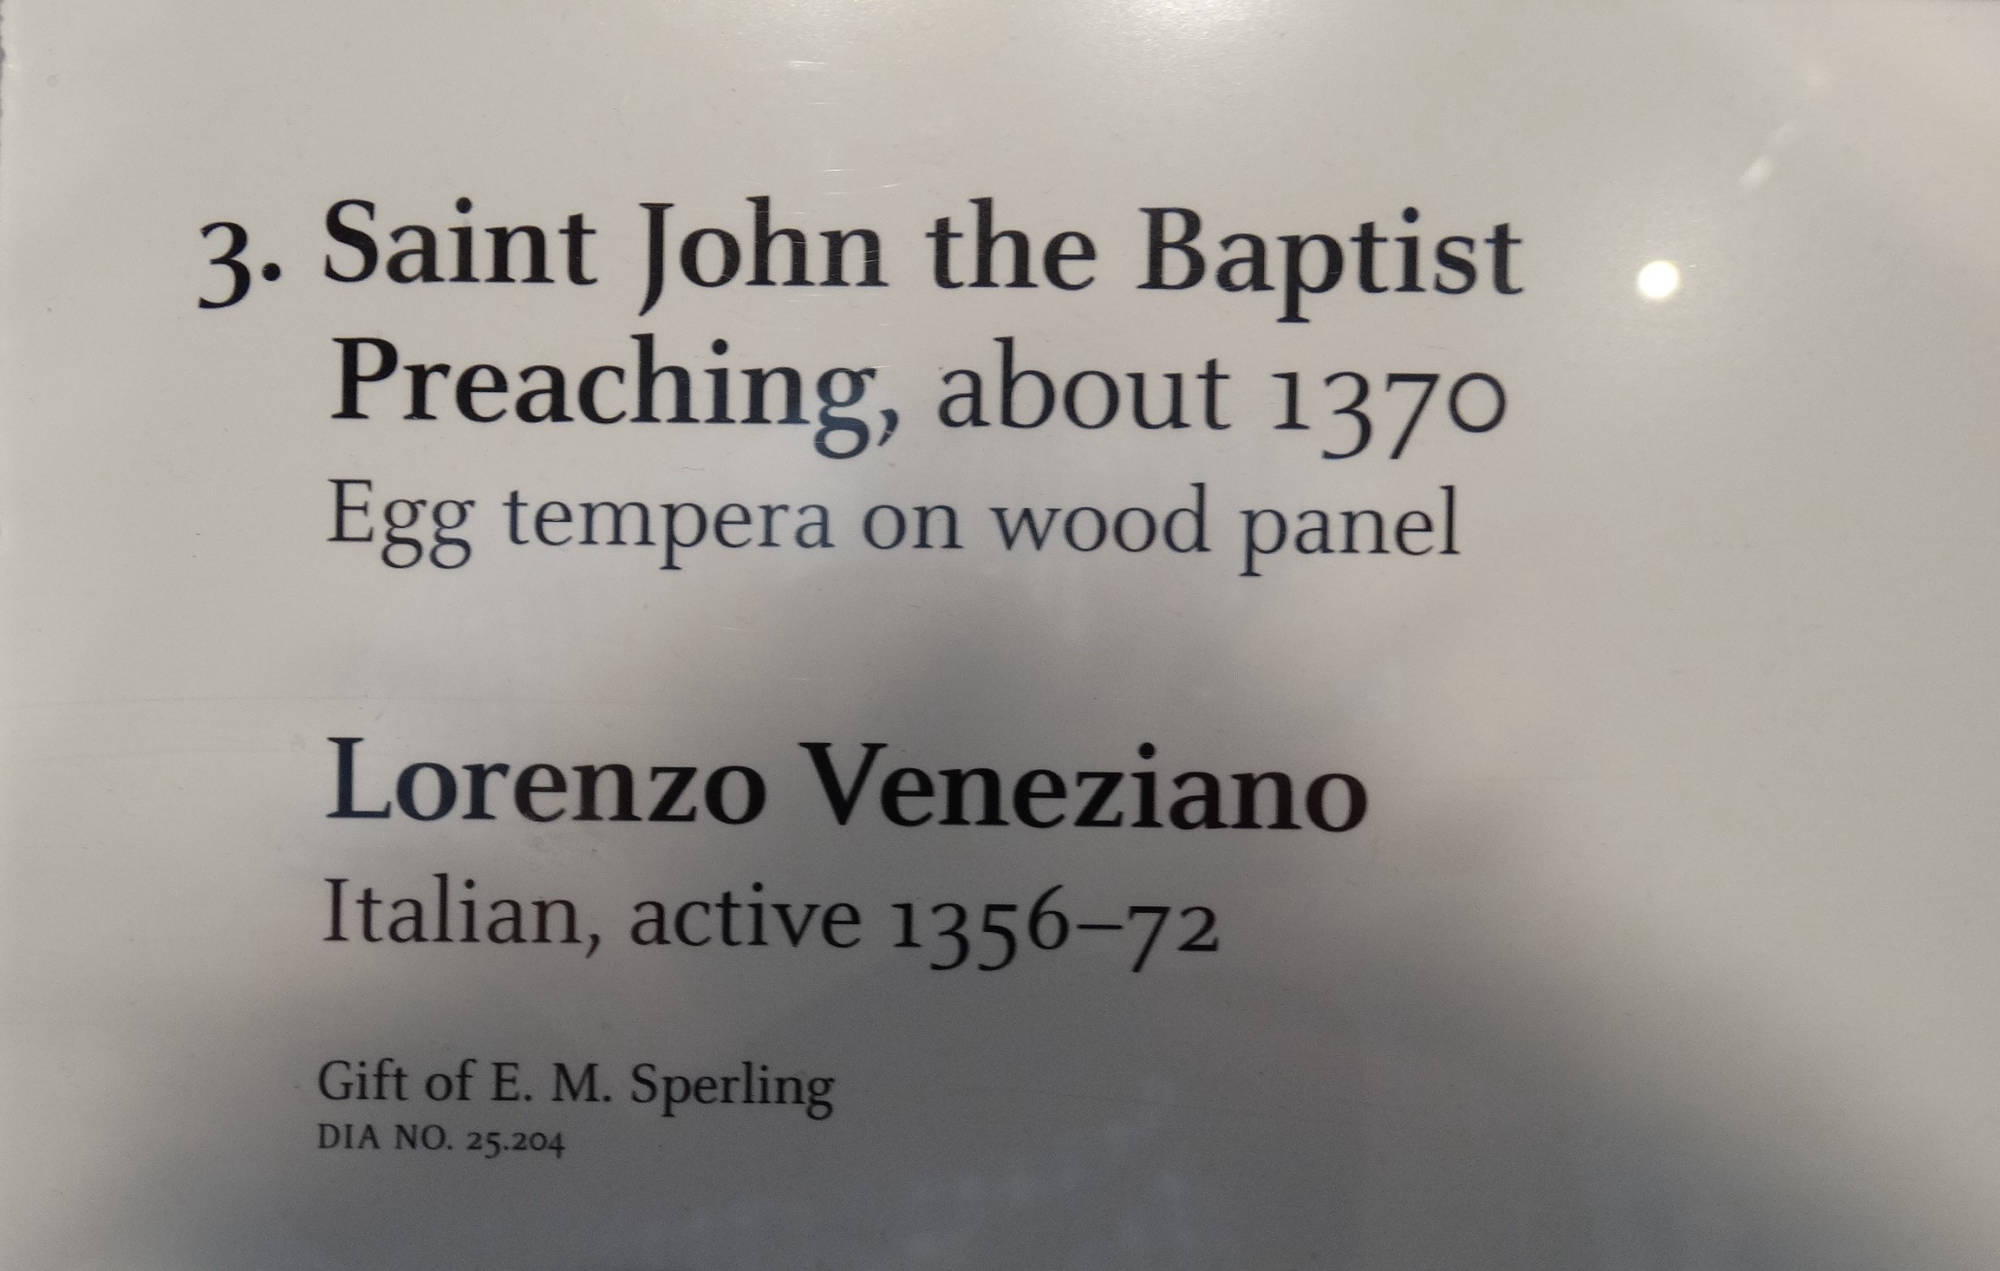 3. Saint John the Baptist
Preaching, about 1370
Egg tempera on wood panel
Lorenzo Veneziano
Italian, active 1356–72
Gift of E. M. Sperling
DIA NO. 25.204